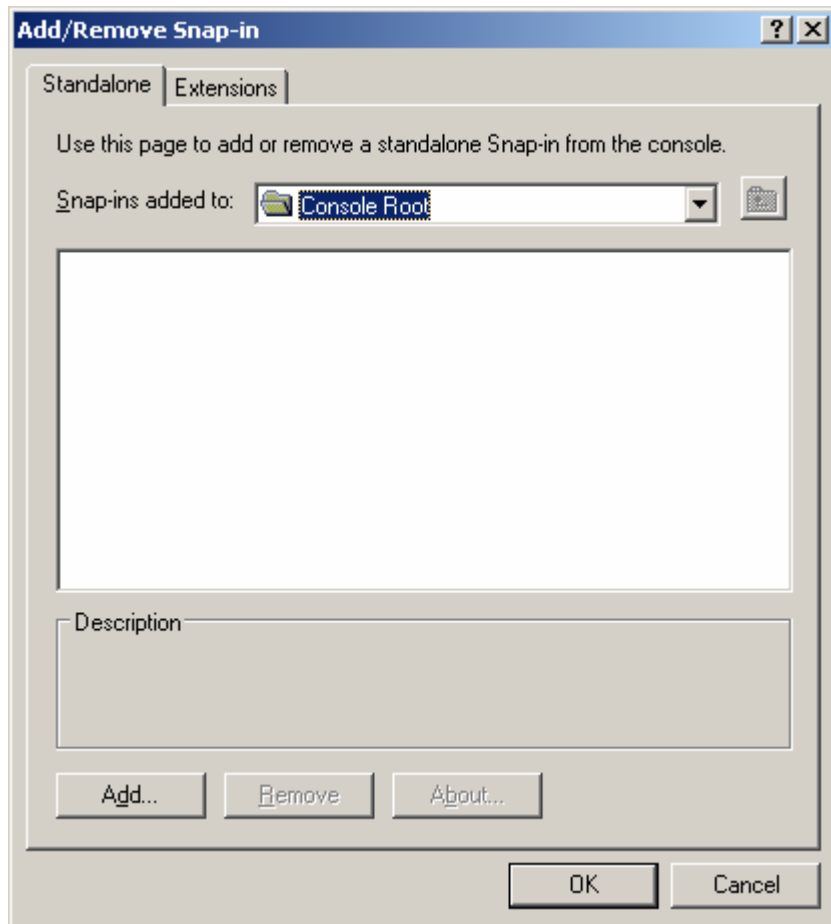 Add/Remove Snap-in
Standalone Extensions
Use this page to add or remove a standalone Snap-in from the console.
Snap-ins added to: Console Root
Description
Add... Remove About...
OK Cancel